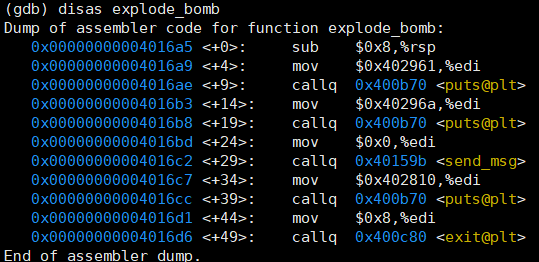 (gdb) disas explode_bomb
Dump of assembler code for function explode_bomb:
   0x00000000004016a5 <+0>:     sub    $0x8,%rsp
   0x00000000004016a9 <+4>:     mov    $0x402961,%edi
   0x00000000004016ae <+9>:     callq  0x400b70 <puts@plt>
   0x00000000004016b3 <+14>:    mov    $0x40296a,%edi
   0x00000000004016b8 <+19>:    callq  0x400b70 <puts@plt>
   0x00000000004016bd <+24>:    mov    $0x0,%edi
   0x00000000004016c2 <+29>:    callq  0x40159b <send_msg>
   0x00000000004016c7 <+34>:    mov    $0x402810,%edi
   0x00000000004016cc <+39>:    callq  0x400b70 <puts@plt>
   0x00000000004016d1 <+44>:    mov    $0x8,%edi
   0x00000000004016d6 <+49>:    callq  0x400c80 <exit@plt>
End of assembler dump.